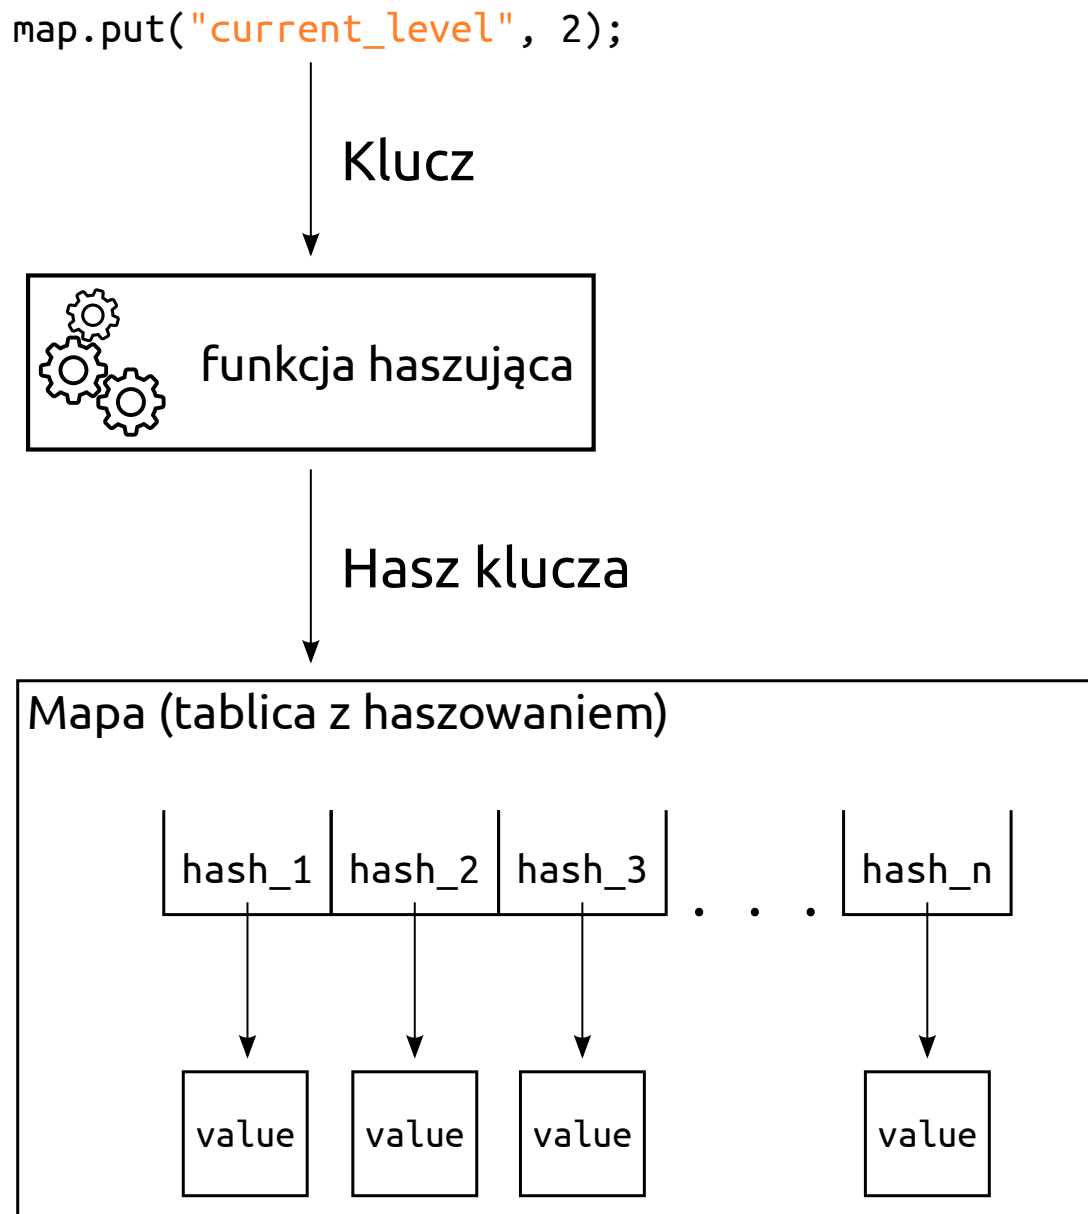 map.put("current_level", 2);
Klucz
funkcja haszująca
Hasz klucza
Mapa (tablica z haszowaniem)
hash_1 hash_2 hash_3 . . . hash_n
value value value value